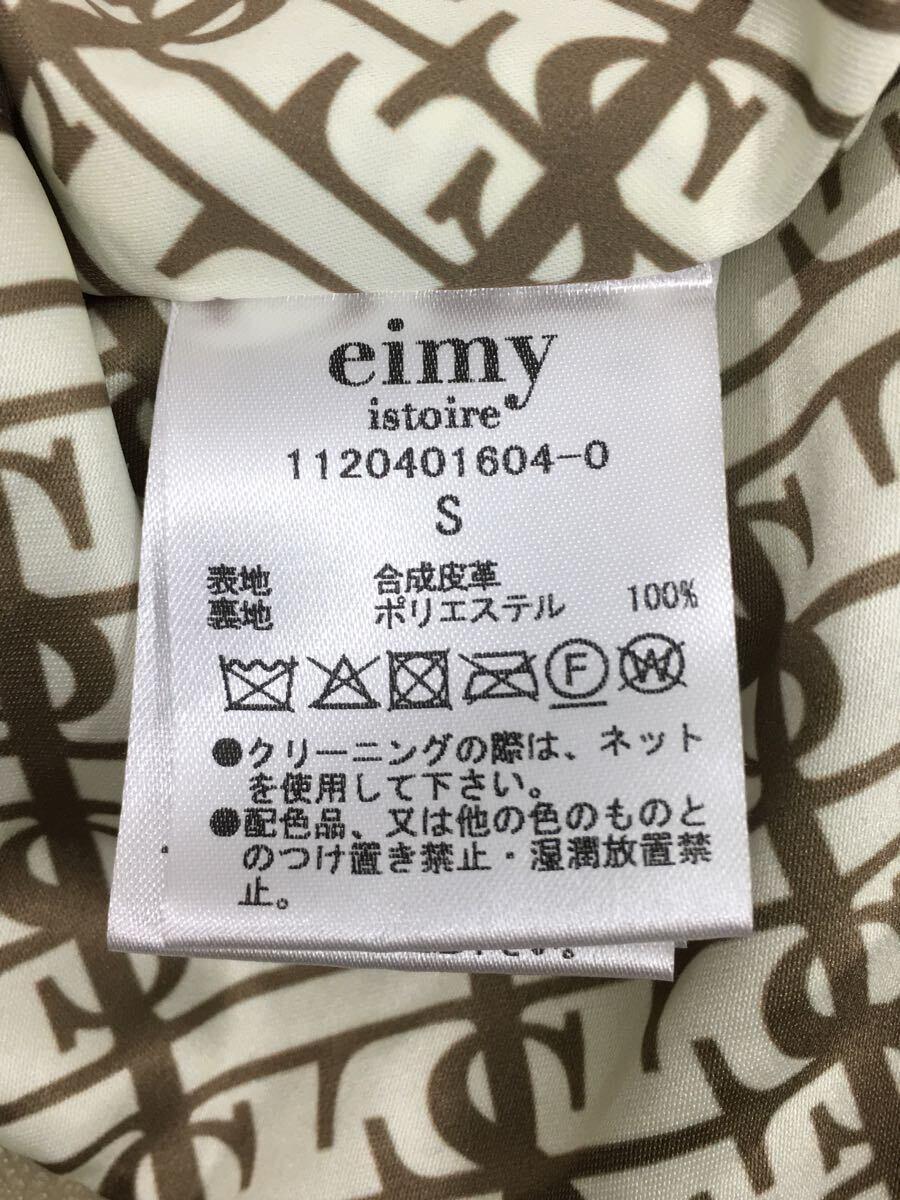 eimy
istoire
1120401604-0
S
表地 合成皮革
裏地 ポリエステル 100%
F W
●クリーニングの際は、ネット
を使用して下さい。
●配色品、又は他の色のものと
のつけ置き禁止・湿潤放置禁
止。